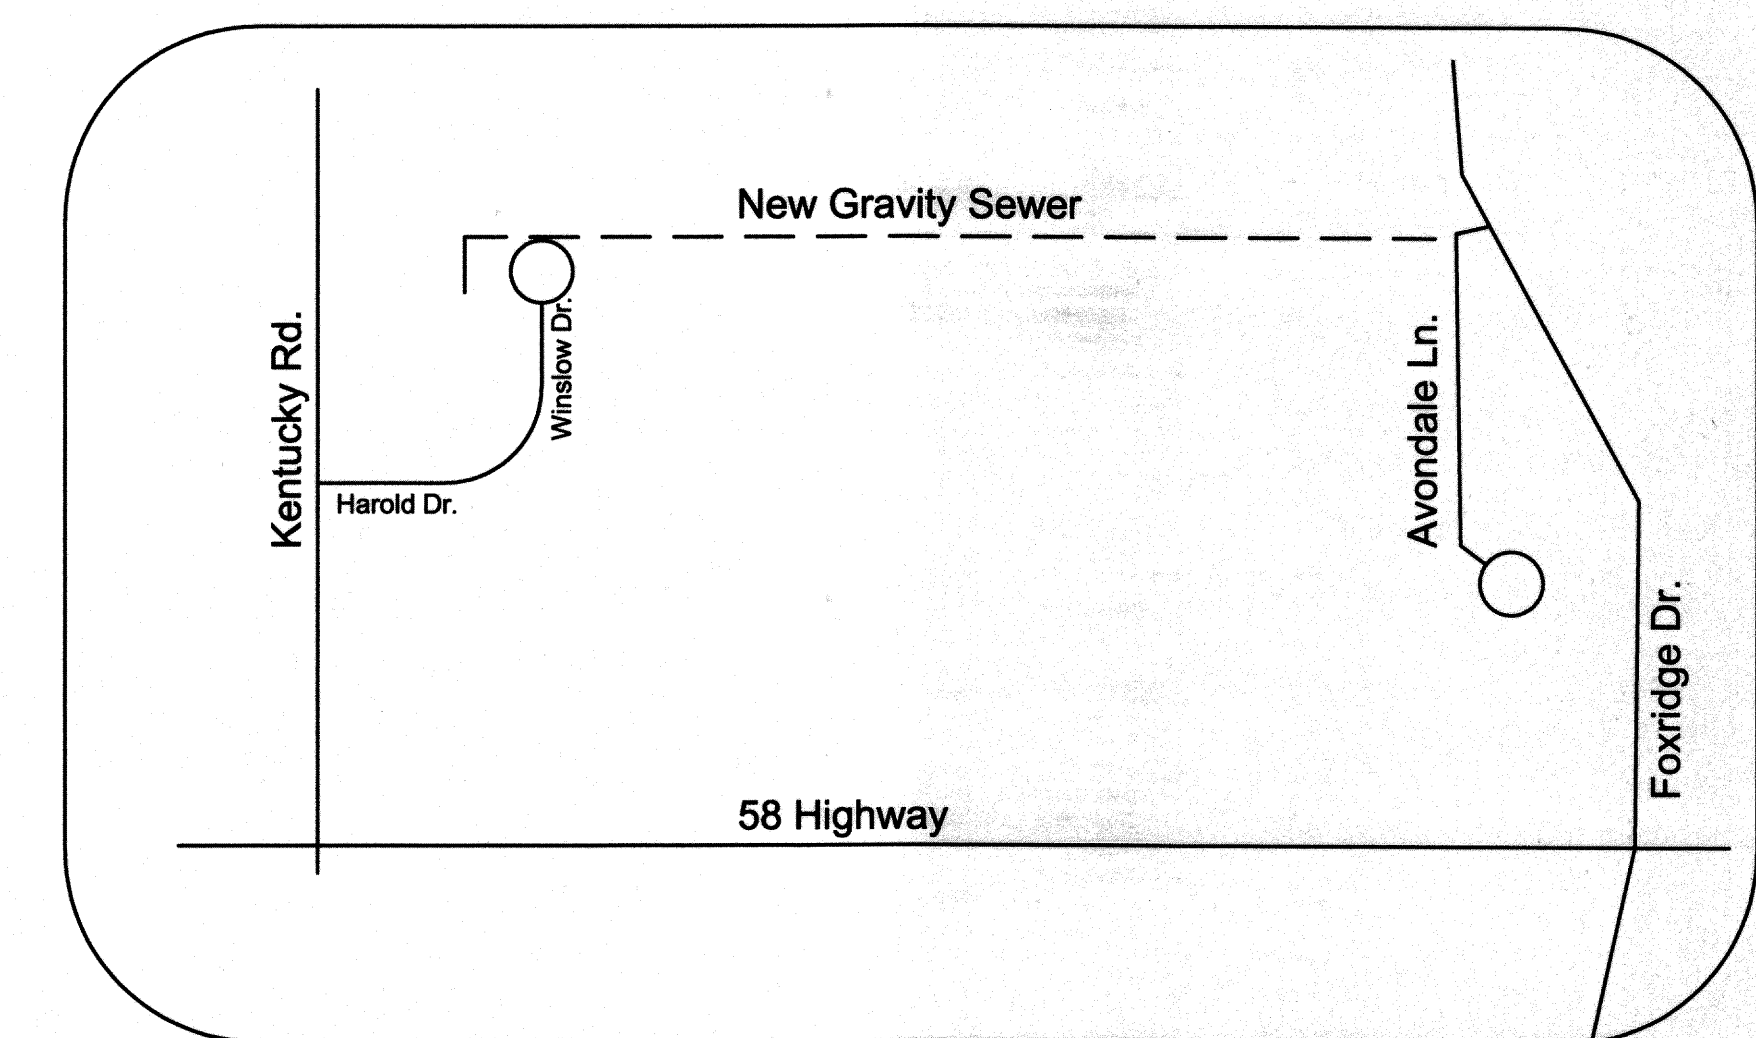 New Gravity Sewer
Kentucky Rd.
Winslow Dr.
Harold Dr.
Avondale Ln.
Foxridge Dr.
58 Highway